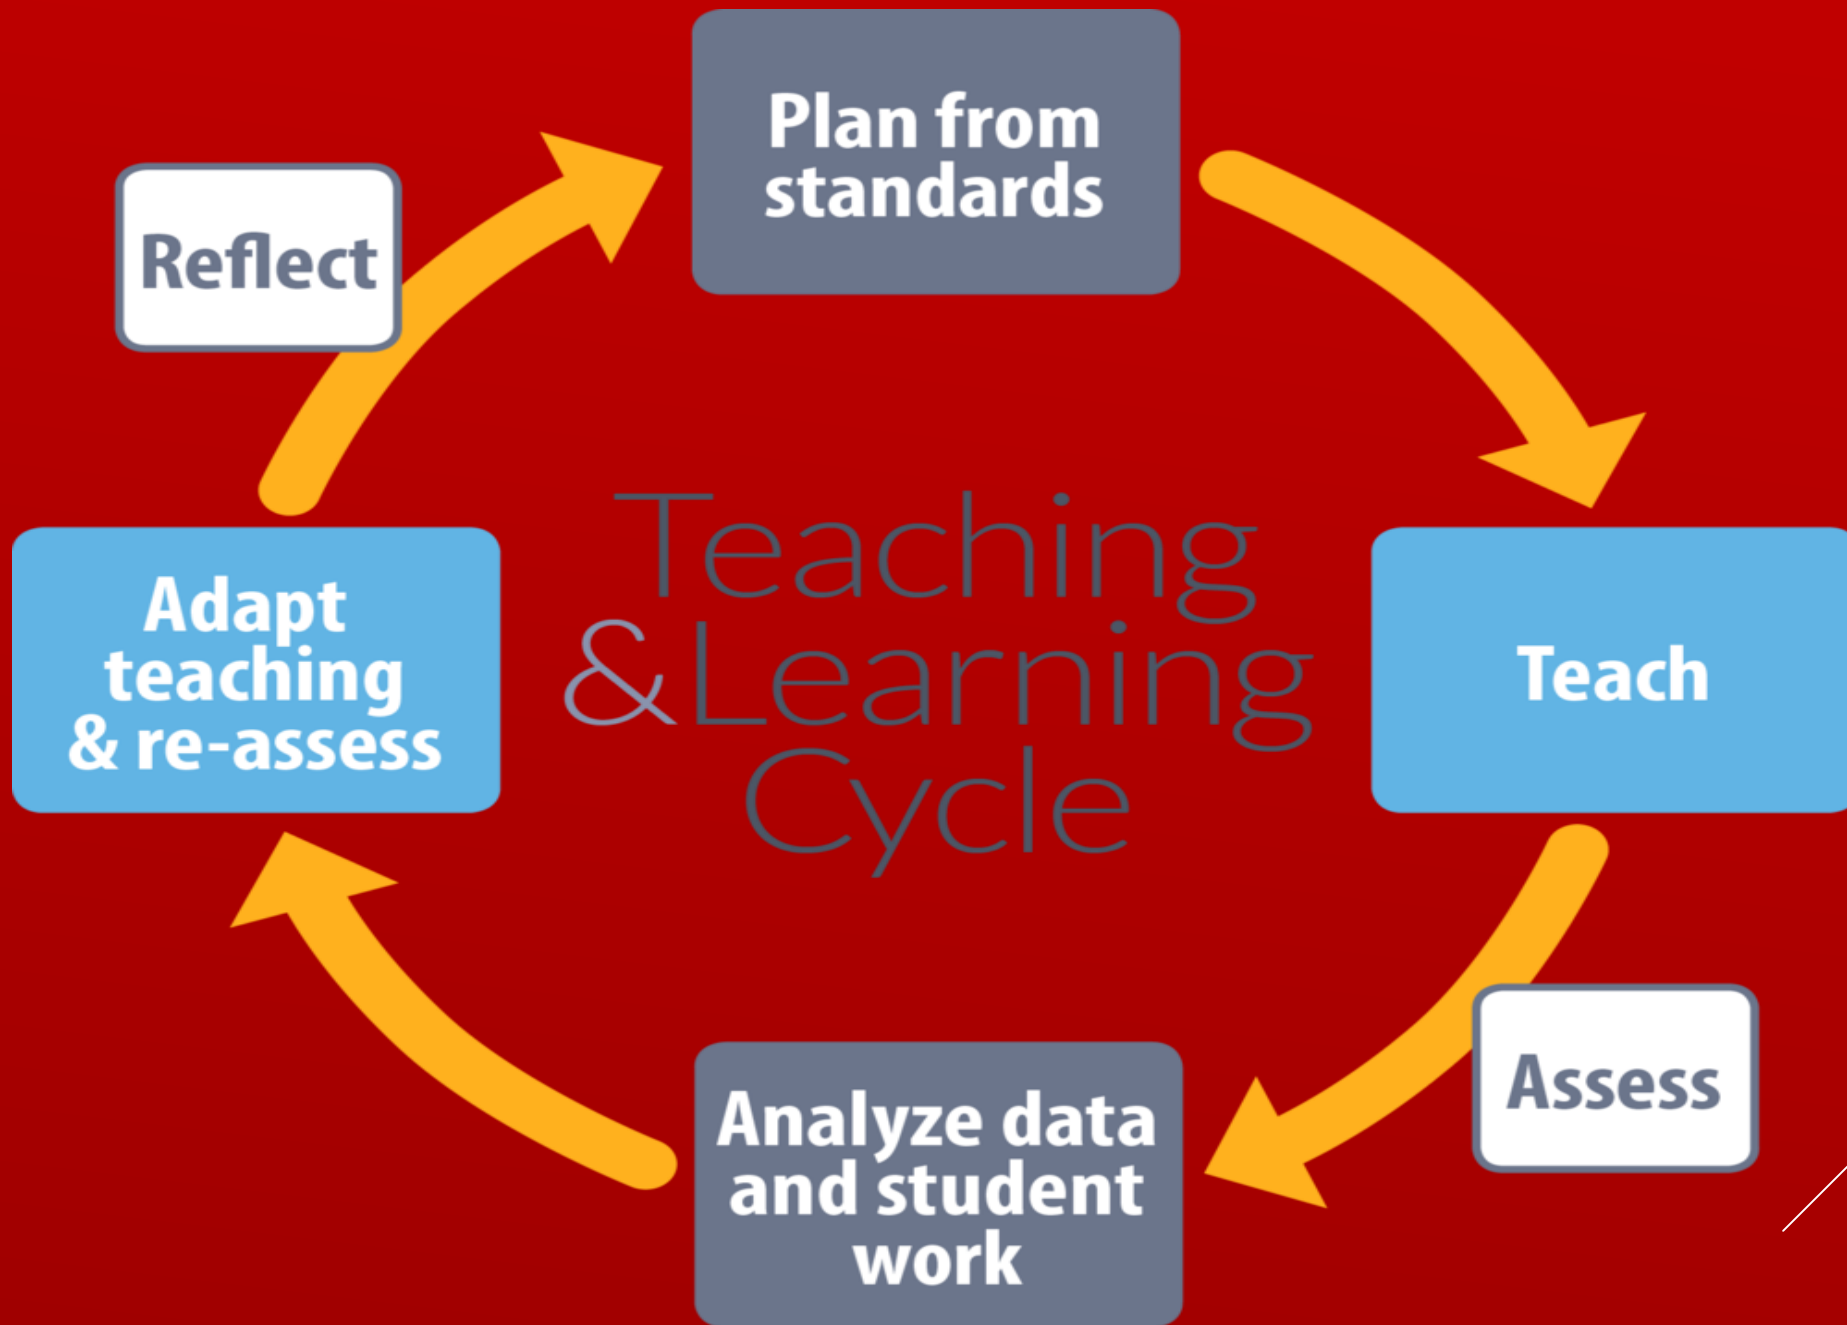 Plan from
standards
Reflect
Teaching
&Learning
Cycle
Adapt
teaching
& re-assess
Teach
Assess
Analyze data
and student
work